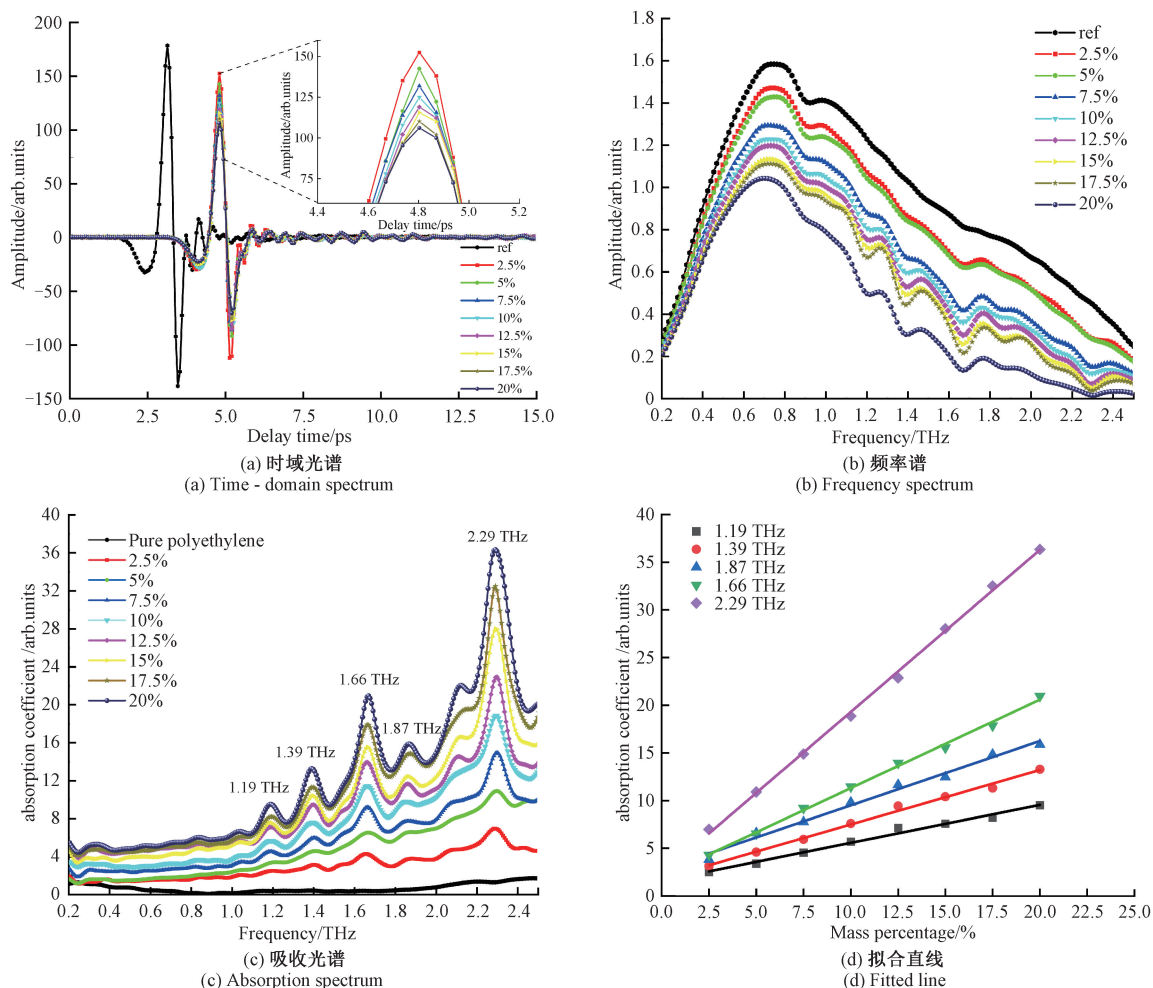 200
150
100
50
0
−50
−100
−150
Amplitude/arb.units
0.0 2.5 5.0 7.5 10.0 12.5 15.0
Delay time/ps
150
125
100
75
Amplitude/arb.units
4.4 4.6 4.8 5.0 5.2
Delay time/ps
ref
2.5%
5%
7.5%
10%
12.5%
15%
17.5%
20%
(a) 时域光谱
(a) Time - domain spectrum
1.8
1.6
1.4
1.2
1.0
0.8
0.6
0.4
0.2
0
Amplitude/arb.units
0.2 0.4 0.6 0.8 1.0 1.2 1.4 1.6 1.8 2.0 2.2 2.4
Frequency/THz
ref
2.5%
5%
7.5%
10%
12.5%
15%
17.5%
20%
(b) 频率谱
(b) Frequency spectrum
40
36
32
28
24
20
16
12
8
4
0
absorption coefficient /arb.units
0.2 0.4 0.6 0.8 1.0 1.2 1.4 1.6 1.8 2.0 2.2 2.4
Frequency/THz
Pure polyethylene
2.5%
5%
7.5%
10%
12.5%
15%
17.5%
20%
1.19 THz
1.39 THz
1.66 THz
1.87 THz
2.29 THz
(c) 吸收光谱
(c) Absorption spectrum
40
35
30
25
20
15
10
5
0
absorption coefficient /arb.units
0.0 2.5 5.0 7.5 10.0 12.5 15.0 17.5 20.0 22.5 25.0
Mass percentage/%
1.19 THz
1.39 THz
1.87 THz
1.66 THz
2.29 THz
(d) 拟合直线
(d) Fitted line